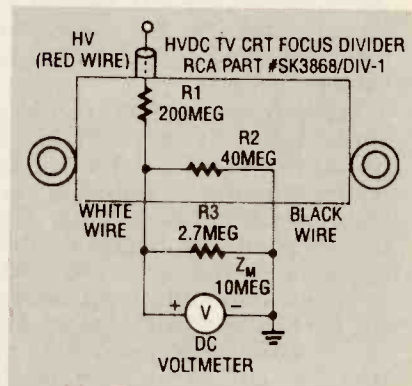 HV
(RED WIRE)
HVDC TV CRT FOCUS DIVIDER
RCA PART #SK3868/DIV-1
R1
200MEG
R2
40MEG
WHITE
WIRE
BLACK
WIRE
R3
2.7MEG
ZM
10MEG
+ V -
DC
VOLTMETER